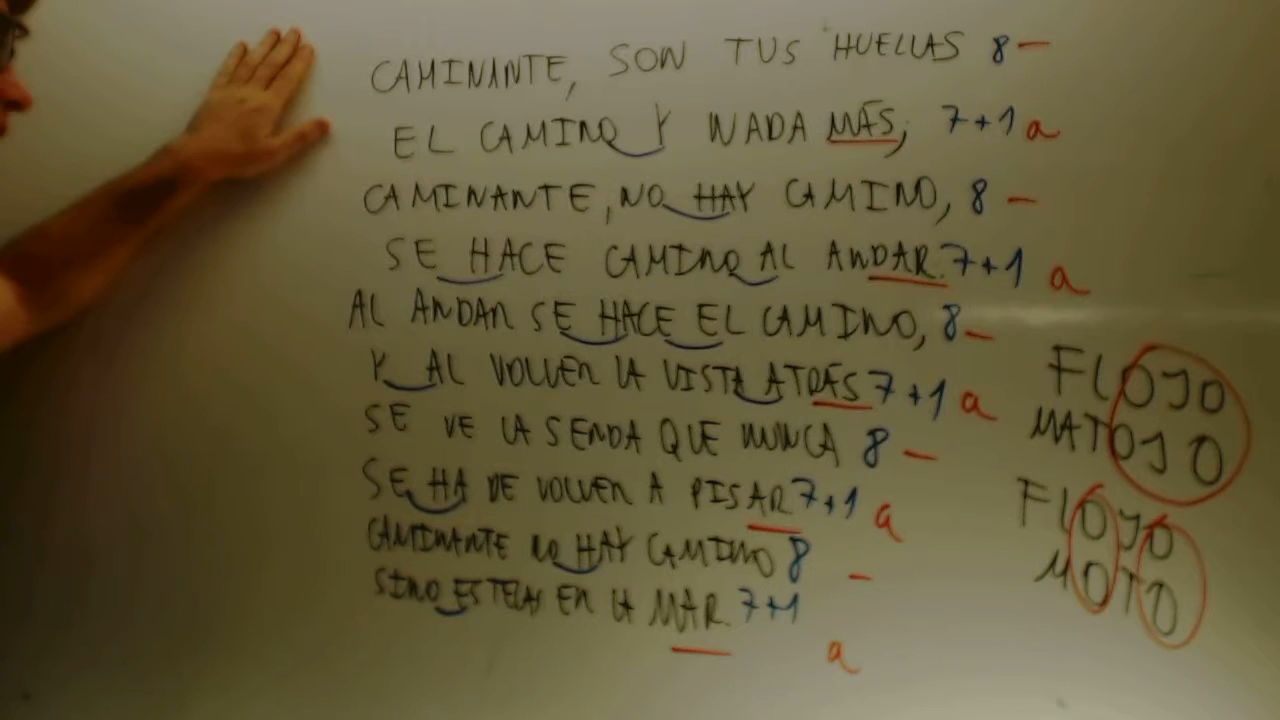 CAMINANTE, SON TUS HUELLAS 8 –
EL CAMINO Y NADA MÁS, 7+1 a
CAMINANTE, NO HAY CAMINO, 8 –
SE HACE CAMINO AL ANDAR. 7+1 a
AL ANDAR SE HACE EL CAMINO, 8 –
Y AL VOLVER LA VISTA ATRÁS 7+1 a
SE VE LA SENDA QUE NUNCA 8 –
SE HA DE VOLVER A PISAR 7+1 a
CAMINANTE NO HAY CAMINO 8 –
SINO ESTELAS EN LA MAR. 7+1 a
FLOJO
MATOJO
FLOJO
MOTO